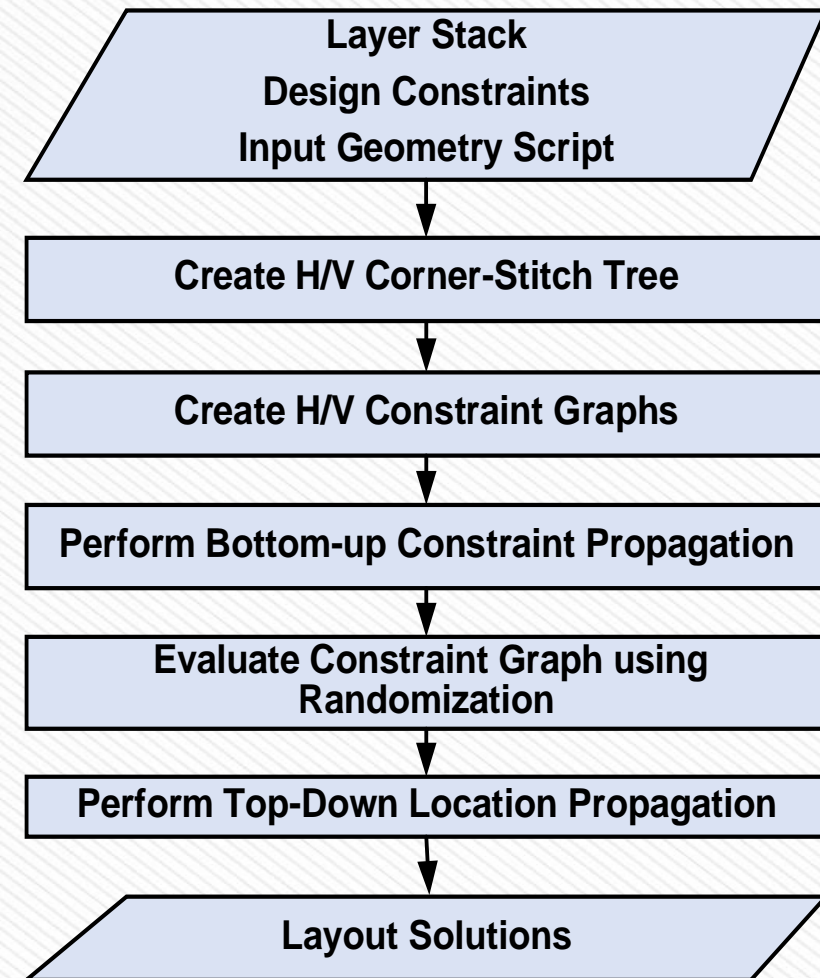 Layer Stack
Design Constraints
Input Geometry Script
Create H/V Corner-Stitch Tree
Create H/V Constraint Graphs
Perform Bottom-up Constraint Propagation
Evaluate Constraint Graph using
Randomization
Perform Top-Down Location Propagation
Layout Solutions